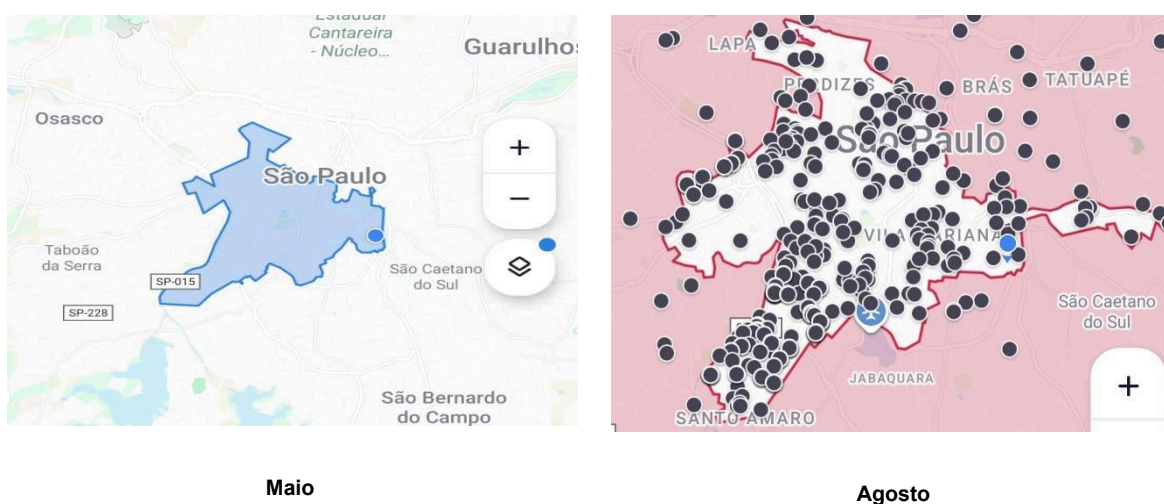 Estadual
Cantareira
- Núcleo...
Guarulhos
Osasco
São Paulo
Taboão
da Serra
SP-015
SP-228
São Caetano
do Sul
São Bernardo
do Campo
+
−
Maio
LAPA
PERDIZES
BRÁS
TATUAPÉ
São Paulo
VILA MARIANA
São Caetano
do Sul
JABAQUARA
SANTO AMARO
+
Agosto